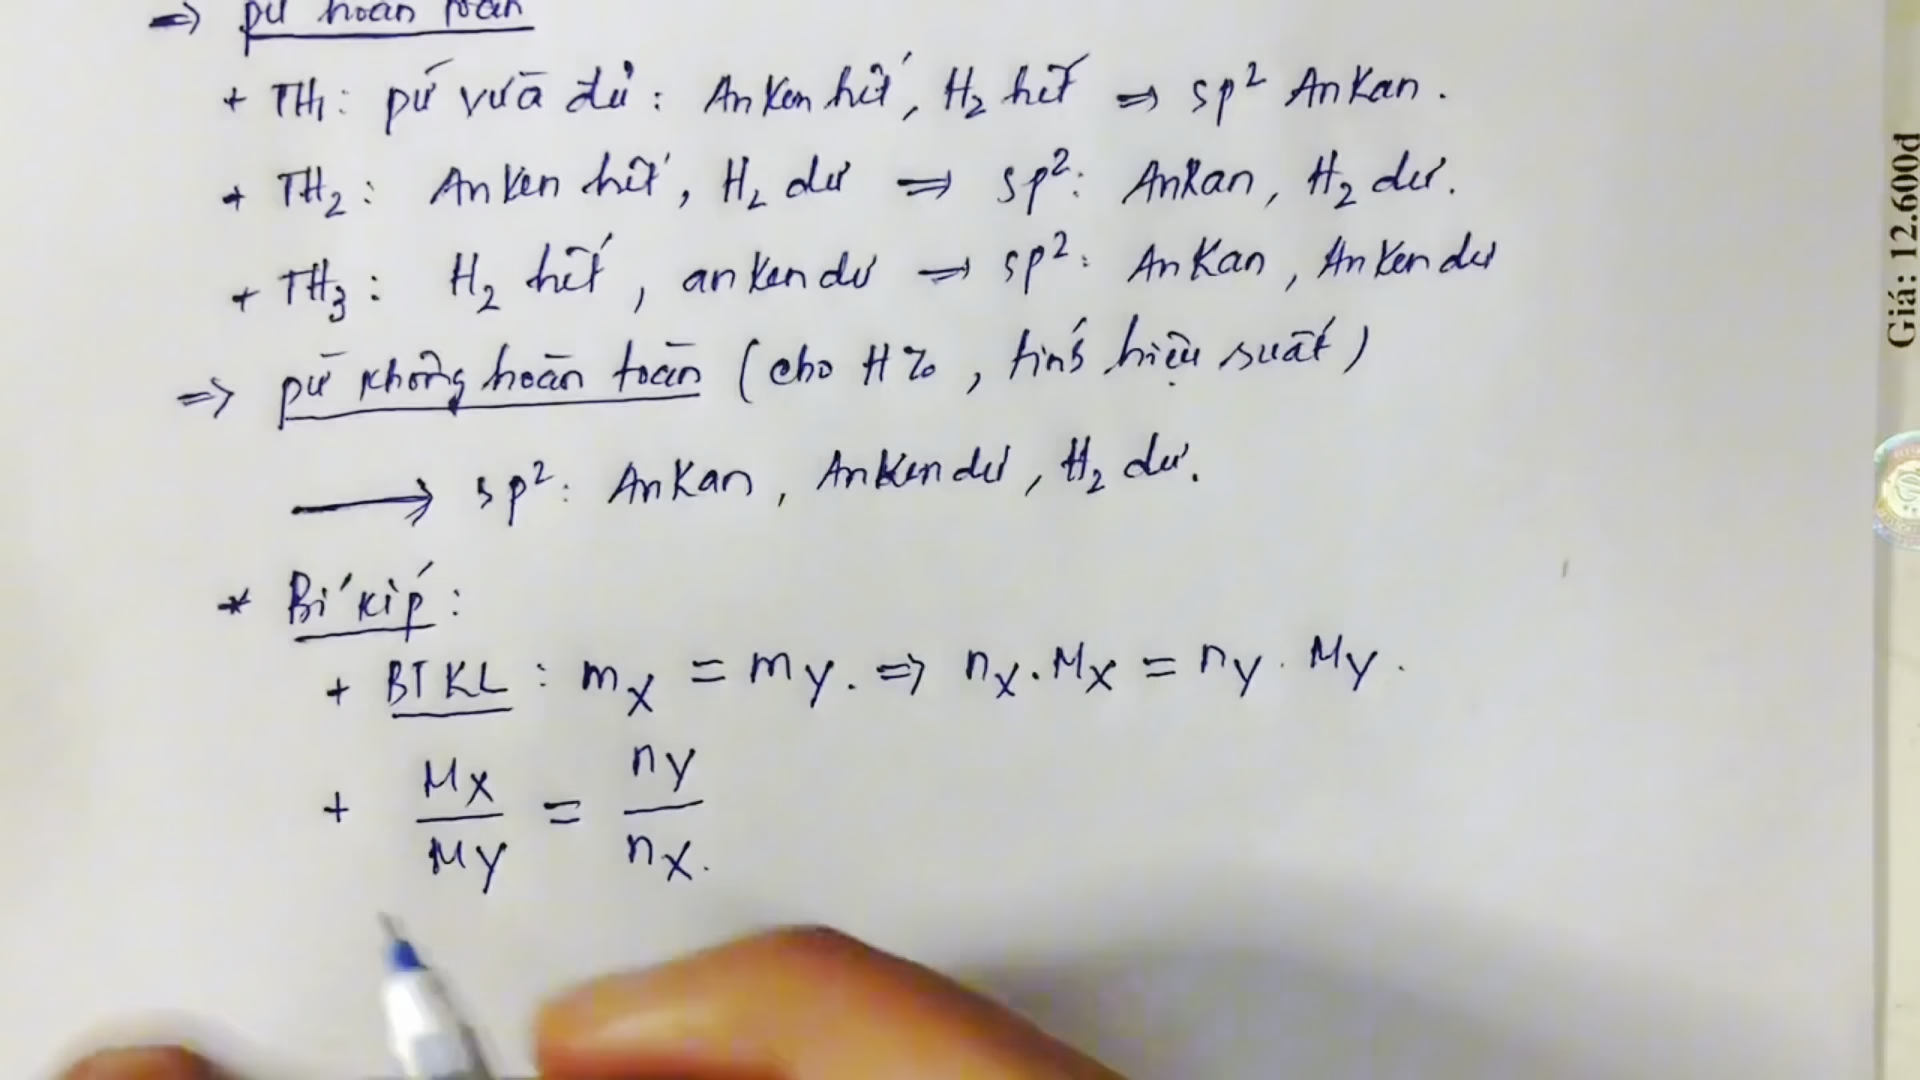 => pứ hoàn toàn
+ TH1: pứ vừa đủ: Anken hết, H2 hết => sp² Ankan.
+ TH2: Anken hết, H2 dư => sp²: Ankan, H2 dư.
+ TH3: H2 hết, anken dư => sp²: Ankan, Anken dư
=> pứ không hoàn toàn (cho H%, tính hiệu suất)
→ sp²: Ankan, Anken dư, H2 dư.
* Bí kíp:
+ BTKL: mX = mY. => nX.MX = nY.MY.
+ MX/MY = nY/nX.
Giá: 12.600đ